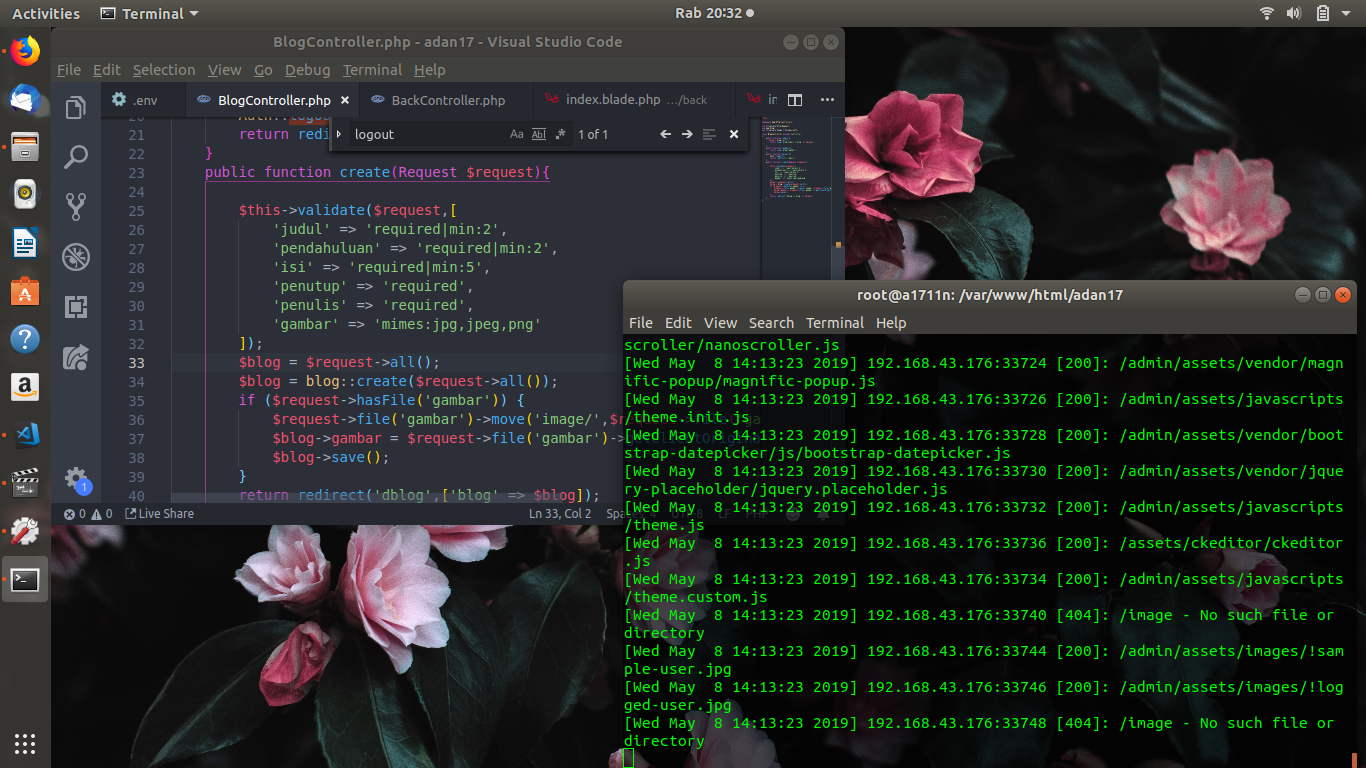 Activities
Terminal
Rab 20:32
BlogController.php - adan17 - Visual Studio Code
File Edit Selection View Go Debug Terminal Help
.env
BlogController.php
BackController.php
index.blade.php .../back
in
logout
Aa Abl .*
1 of 1
20 Auth::logout
21 return redi
22 }
23 public function create(Request $request){
24
25 $this->validate($request,[
26 'judul' => 'required|min:2',
27 'pendahuluan' => 'required|min:2',
28 'isi' => 'required|min:5',
29 'penutup' => 'required',
30 'penulis' => 'required',
31 'gambar' => 'mimes:jpg,jpeg,png'
32 ]);
33 $blog = $request->all();
34 $blog = blog::create($request->all());
35 if ($request->hasFile('gambar')) {
36 $request->file('gambar')->move('image/',$
37 $blog->gambar = $request->file('gambar')->
38 $blog->save();
39 }
40 return redirect('dblog',['blog' => $blog]);
1
0 0 Live Share
Ln 33, Col 2
root@a1711n: /var/www/html/adan17
File Edit View Search Terminal Help
scroller/nanoscroller.js
[Wed May  8 14:13:23 2019] 192.168.43.176:33724 [200]: /admin/assets/vendor/magn
ific-popup/magnific-popup.js
[Wed May  8 14:13:23 2019] 192.168.43.176:33726 [200]: /admin/assets/javascripts
/theme.init.js
[Wed May  8 14:13:23 2019] 192.168.43.176:33728 [200]: /admin/assets/vendor/boot
strap-datepicker/js/bootstrap-datepicker.js
[Wed May  8 14:13:23 2019] 192.168.43.176:33730 [200]: /admin/assets/vendor/jque
ry-placeholder/jquery.placeholder.js
[Wed May  8 14:13:23 2019] 192.168.43.176:33732 [200]: /admin/assets/javascripts
/theme.js
[Wed May  8 14:13:23 2019] 192.168.43.176:33736 [200]: /assets/ckeditor/ckeditor
.js
[Wed May  8 14:13:23 2019] 192.168.43.176:33734 [200]: /admin/assets/javascripts
/theme.custom.js
[Wed May  8 14:13:23 2019] 192.168.43.176:33740 [404]: /image - No such file or
directory
[Wed May  8 14:13:23 2019] 192.168.43.176:33744 [200]: /admin/assets/images/!sam
ple-user.jpg
[Wed May  8 14:13:23 2019] 192.168.43.176:33746 [200]: /admin/assets/images/!log
ged-user.jpg
[Wed May  8 14:13:23 2019] 192.168.43.176:33748 [404]: /image - No such file or
directory